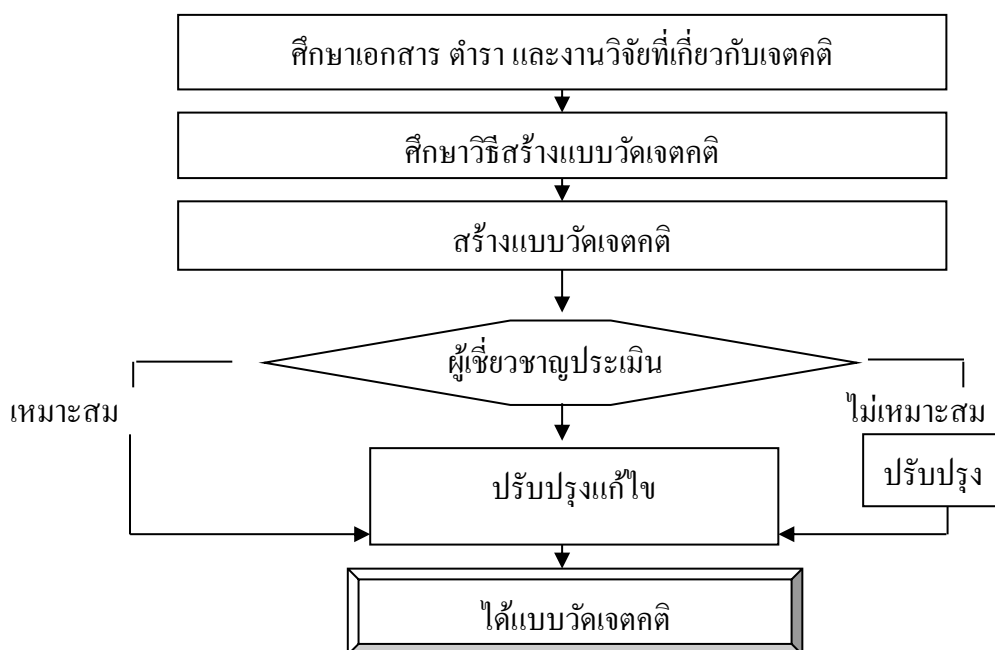 ศึกษาเอกสาร ตำรา และงานวิจัยที่เกี่ยวกับเจตคติ
ศึกษาวิธีสร้างแบบวัดเจตคติ
สร้างแบบวัดเจตคติ
ผู้เชี่ยวชาญประเมิน
เหมาะสม
ไม่เหมาะสม
ปรับปรุง
ปรับปรุงแก้ไข
ได้แบบวัดเจตคติ